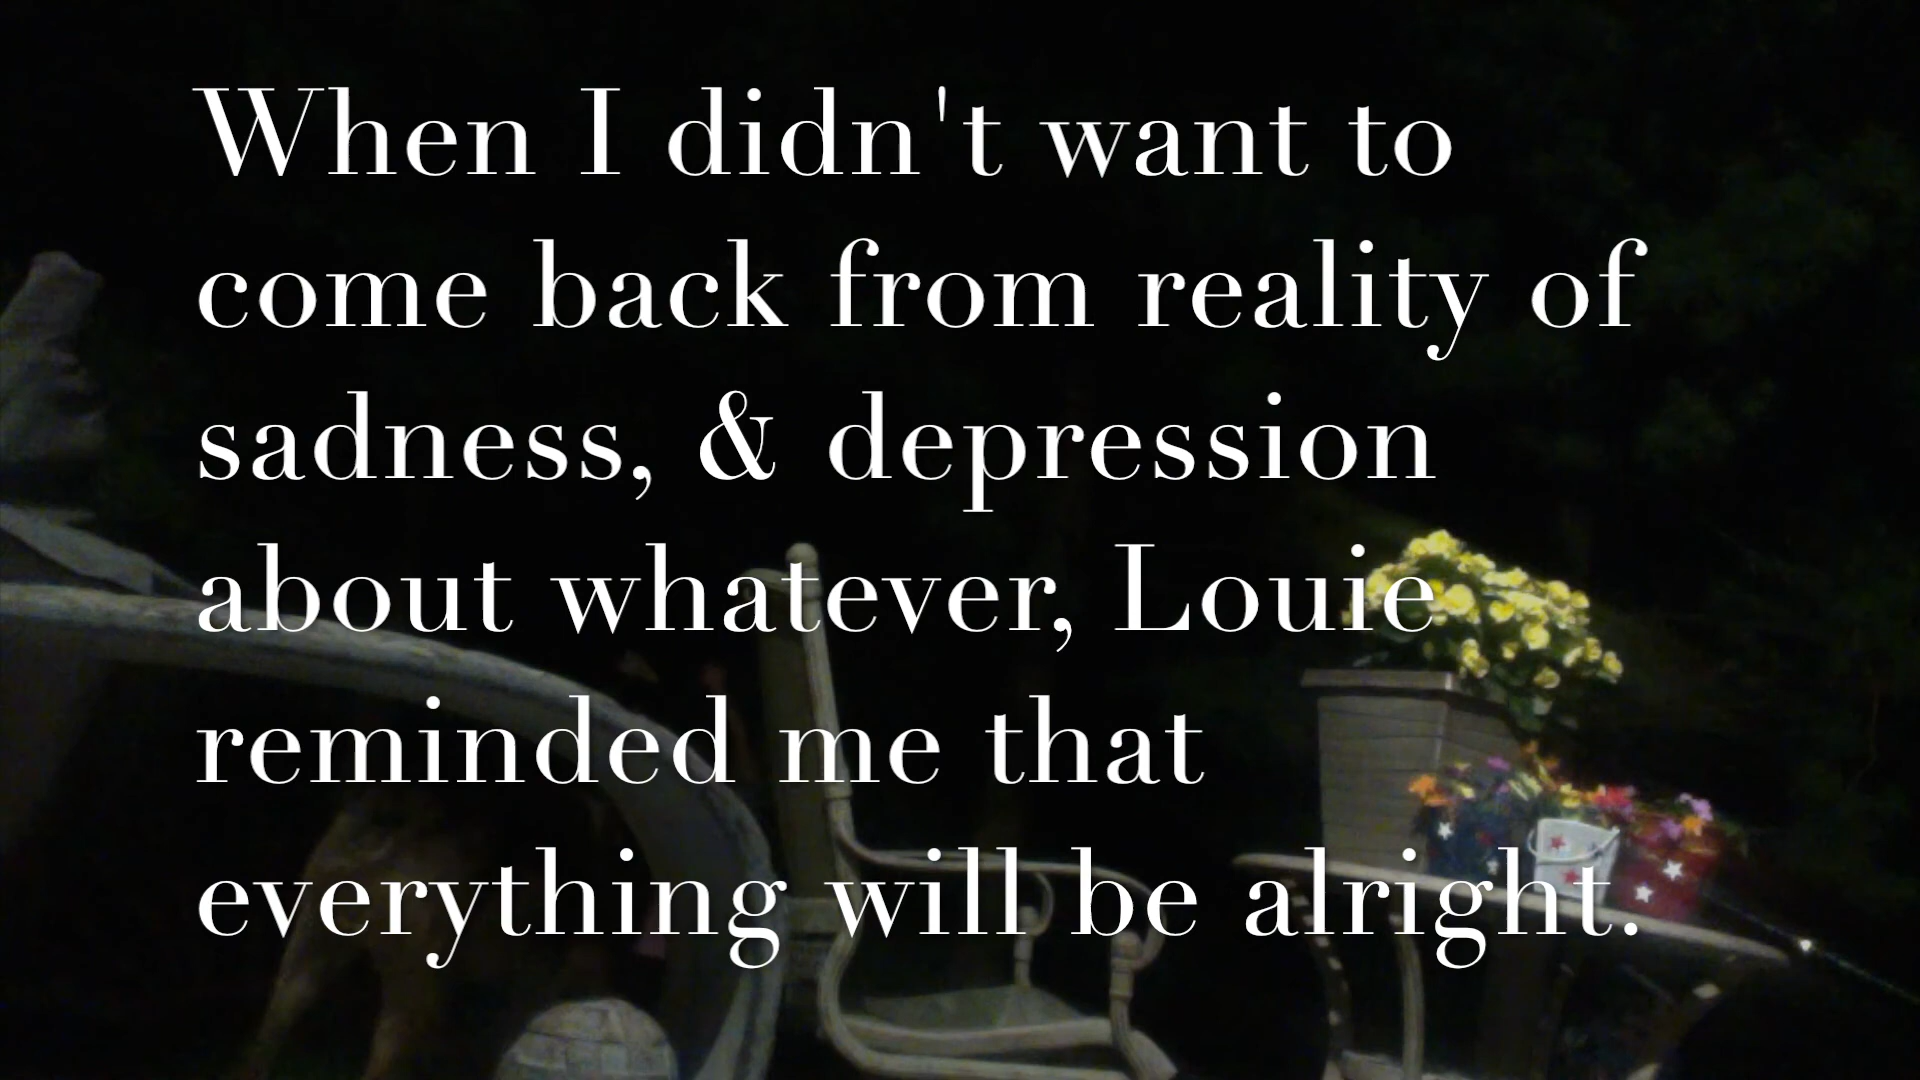 When I didn't want to
come back from reality of
sadness, & depression
about whatever, Louie
reminded me that
everything will be alright.